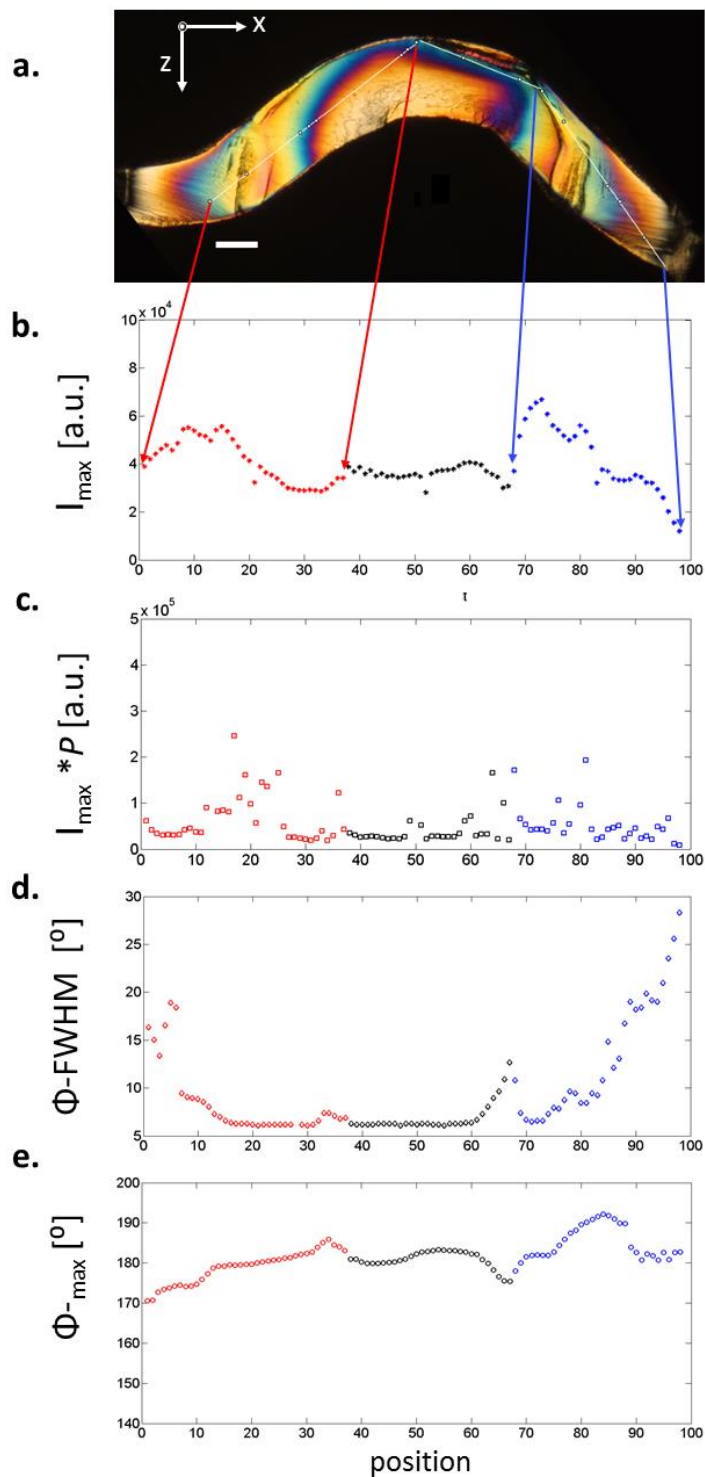 a.
X
Z
b.
I max [a.u.]
x 10 4
10
8
6
4
2
0
0 10 20 30 40 50 60 70 80 90 100
t
c.
I max *P [a.u.]
x 10 5
5
4
3
2
1
0
0 10 20 30 40 50 60 70 80 90 100
d.
Φ-FWHM [º]
30
25
20
15
10
5
0 10 20 30 40 50 60 70 80 90 100
e.
Φ-max [º]
200
190
180
170
160
150
140
0 10 20 30 40 50 60 70 80 90 100
position